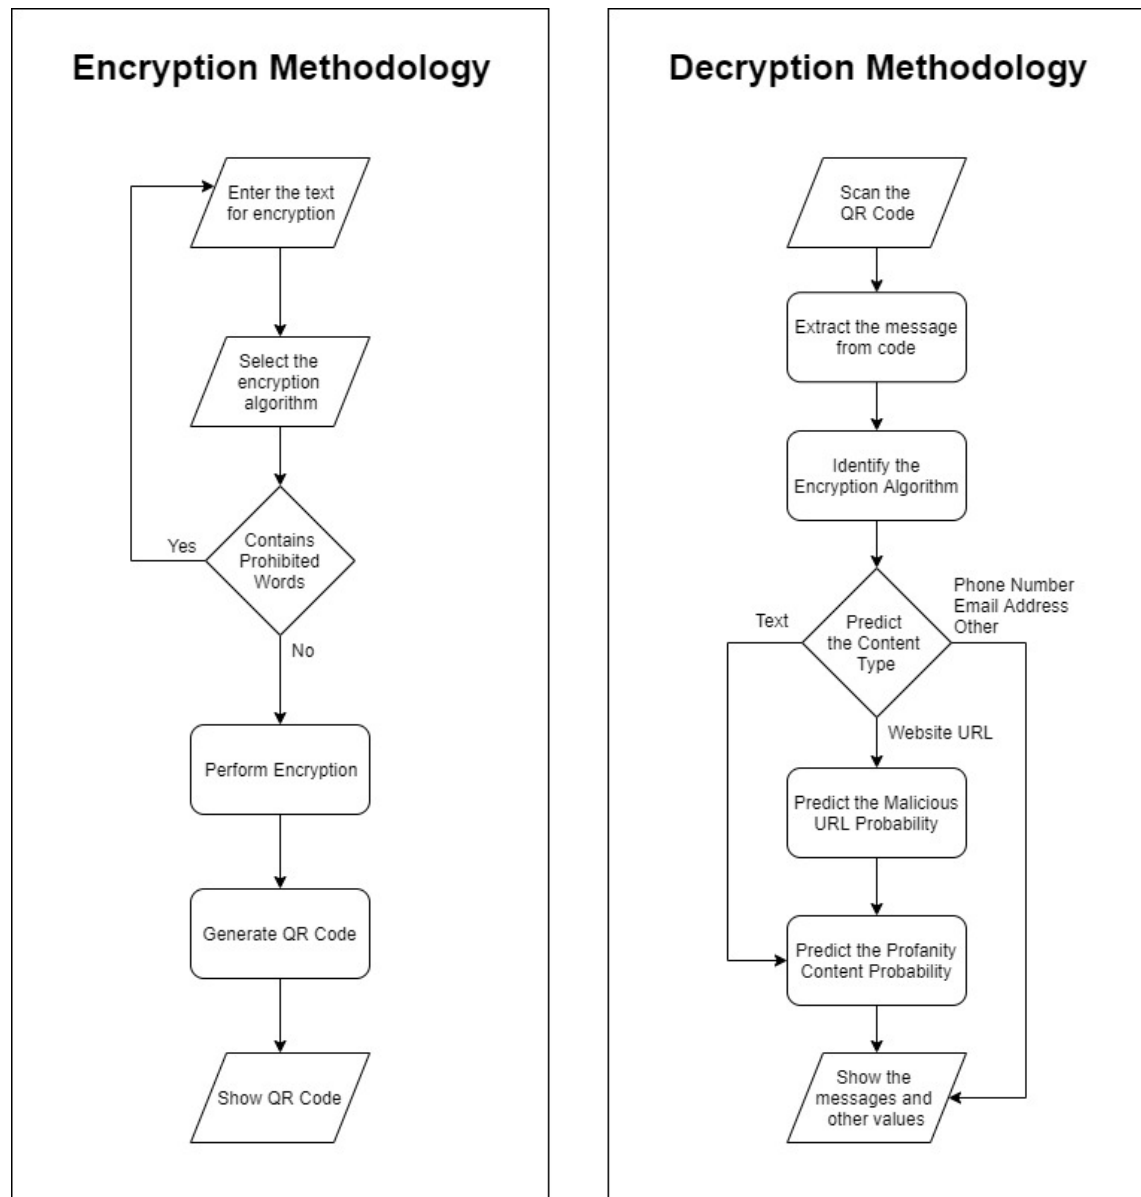 Encryption Methodology
Enter the text
for encryption
Select the
encryption
algorithm
Contains
Prohibited
Words
Yes
No
Perform Encryption
Generate QR Code
Show QR Code
Decryption Methodology
Scan the
QR Code
Extract the message
from code
Identify the
Encryption Algorithm
Predict
the Content
Type
Text
Phone Number
Email Address
Other
Website URL
Predict the Malicious
URL Probability
Predict the Profanity
Content Probability
Show the
messages and
other values